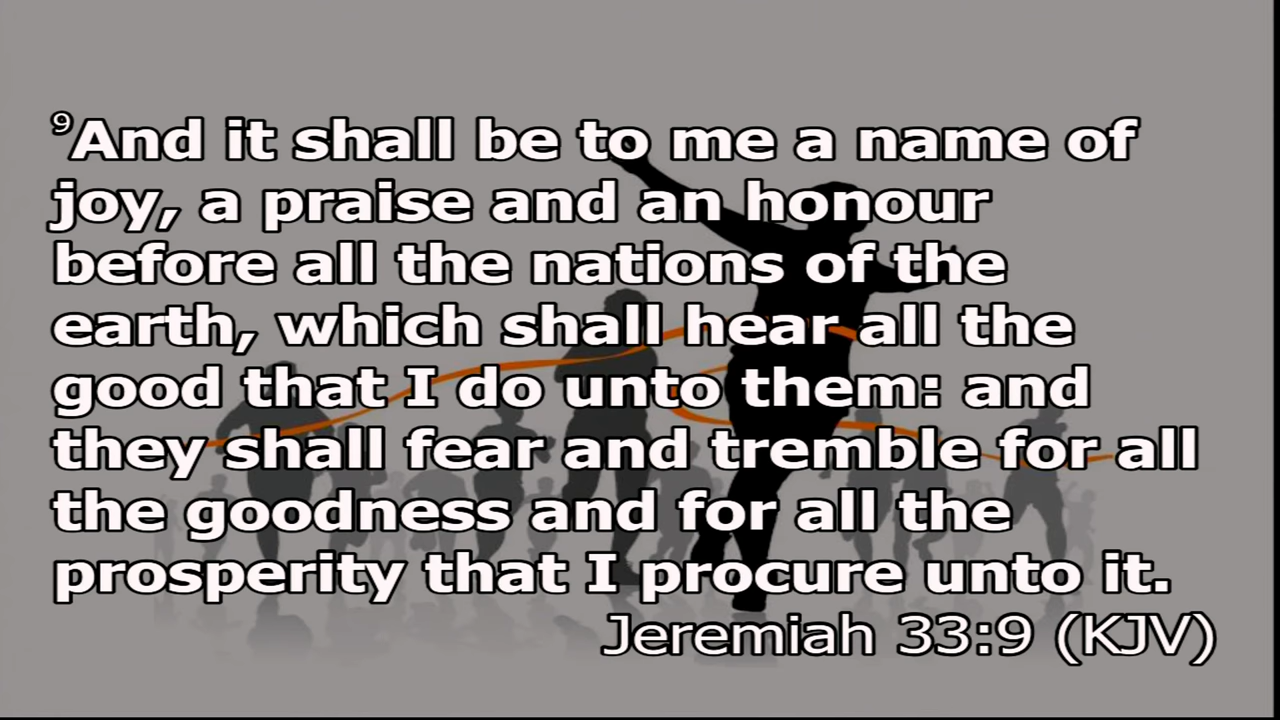 ⁹And it shall be to me a name of
joy, a praise and an honour
before all the nations of the
earth, which shall hear all the
good that I do unto them: and
they shall fear and tremble for all
the goodness and for all the
prosperity that I procure unto it.
Jeremiah 33:9 (KJV)